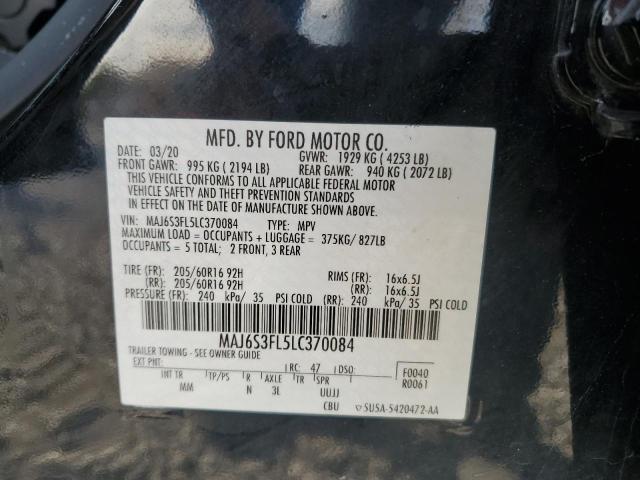 MFD. BY FORD MOTOR CO.
DATE: 03/20 GVWR: 1929 KG ( 4253 LB)
FRONT GAWR: 995 KG ( 2194 LB) REAR GAWR: 940 KG ( 2072 LB)
THIS VEHICLE CONFORMS TO ALL APPLICABLE FEDERAL MOTOR
VEHICLE SAFETY AND THEFT PREVENTION STANDARDS
IN EFFECT ON THE DATE OF MANUFACTURE SHOWN ABOVE.
VIN: MAJ6S3FL5LC370084 TYPE: MPV
MAXIMUM LOAD = OCCUPANTS + LUGGAGE = 375KG/ 827LB
OCCUPANTS = 5 TOTAL; 2 FRONT, 3 REAR
TIRE (FR): 205/60R16 92H RIMS (FR): 16x6.5J
(RR): 205/60R16 92H (RR): 16x6.5J
PRESSURE (FR): 240 kPa/ 35 PSI COLD (RR): 240 kPa/ 35 PSI COLD
MAJ6S3FL5LC370084
TRAILER TOWING - SEE OWNER GUIDE
EXT PNT: RC: 47 DSO: F0040
INT TR TP/PS R AXLE TR SPR R0061
MM N 3L UUJJ
CBU SU5A-5420472-AA